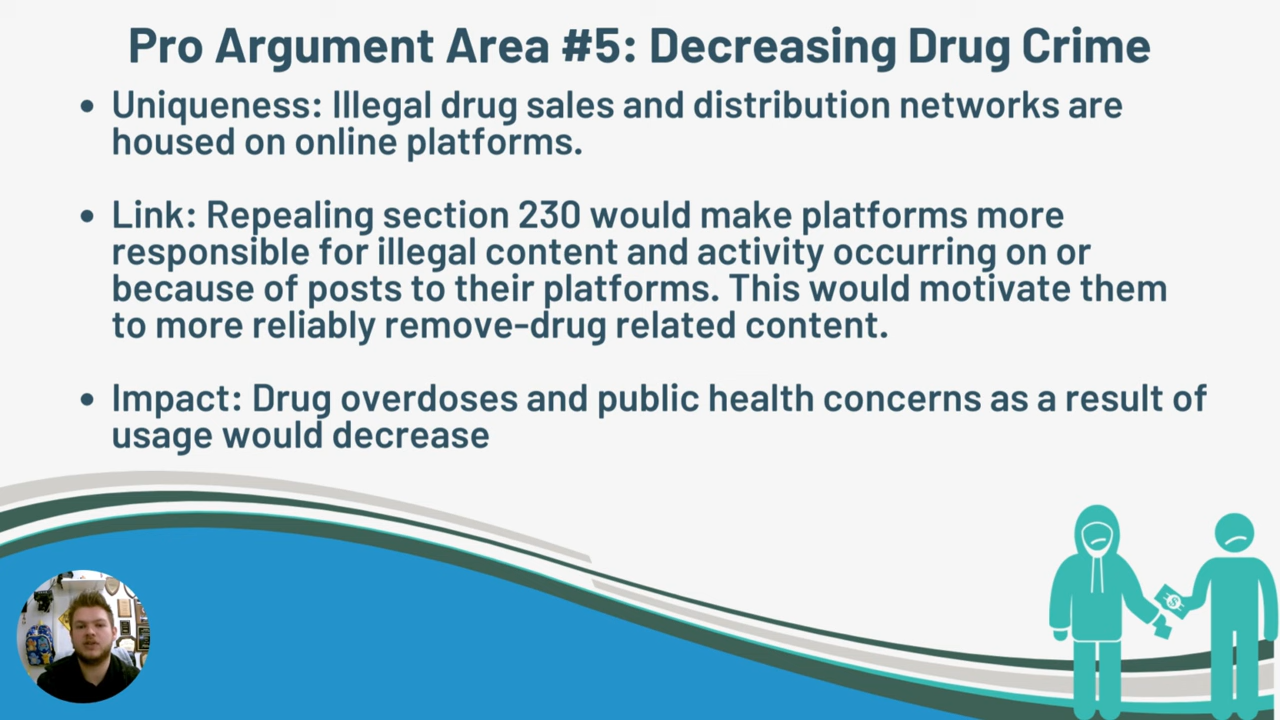 Pro Argument Area #5: Decreasing Drug Crime
• Uniqueness: Illegal drug sales and distribution networks are
housed on online platforms.
• Link: Repealing section 230 would make platforms more
responsible for illegal content and activity occurring on or
because of posts to their platforms. This would motivate them
to more reliably remove-drug related content.
• Impact: Drug overdoses and public health concerns as a result of
usage would decrease
$